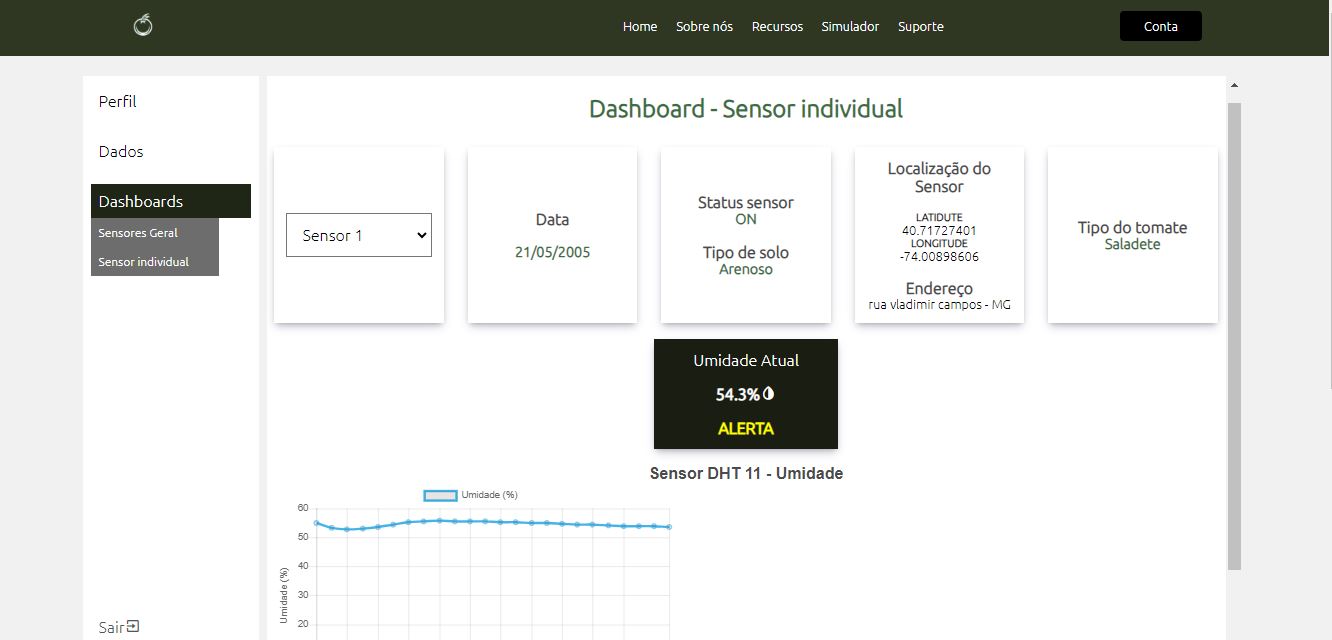 Home Sobre nós Recursos Simulador Suporte Conta
Perfil
Dados
Dashboards
Sensores Geral
Sensor individual
Sair
Dashboard - Sensor individual
Sensor 1
Data
21/05/2005
Status sensor
ON
Tipo de solo
Arenoso
Localização do
Sensor
LATIDUTE
40.71727401
LONGITUDE
-74.00898606
Endereço
rua vladimir campos - MG
Tipo do tomate
Saladete
Umidade Atual
54.3%
ALERTA
Sensor DHT 11 - Umidade
Umidade (%)
60
50
40
30
20
Umidade (%)